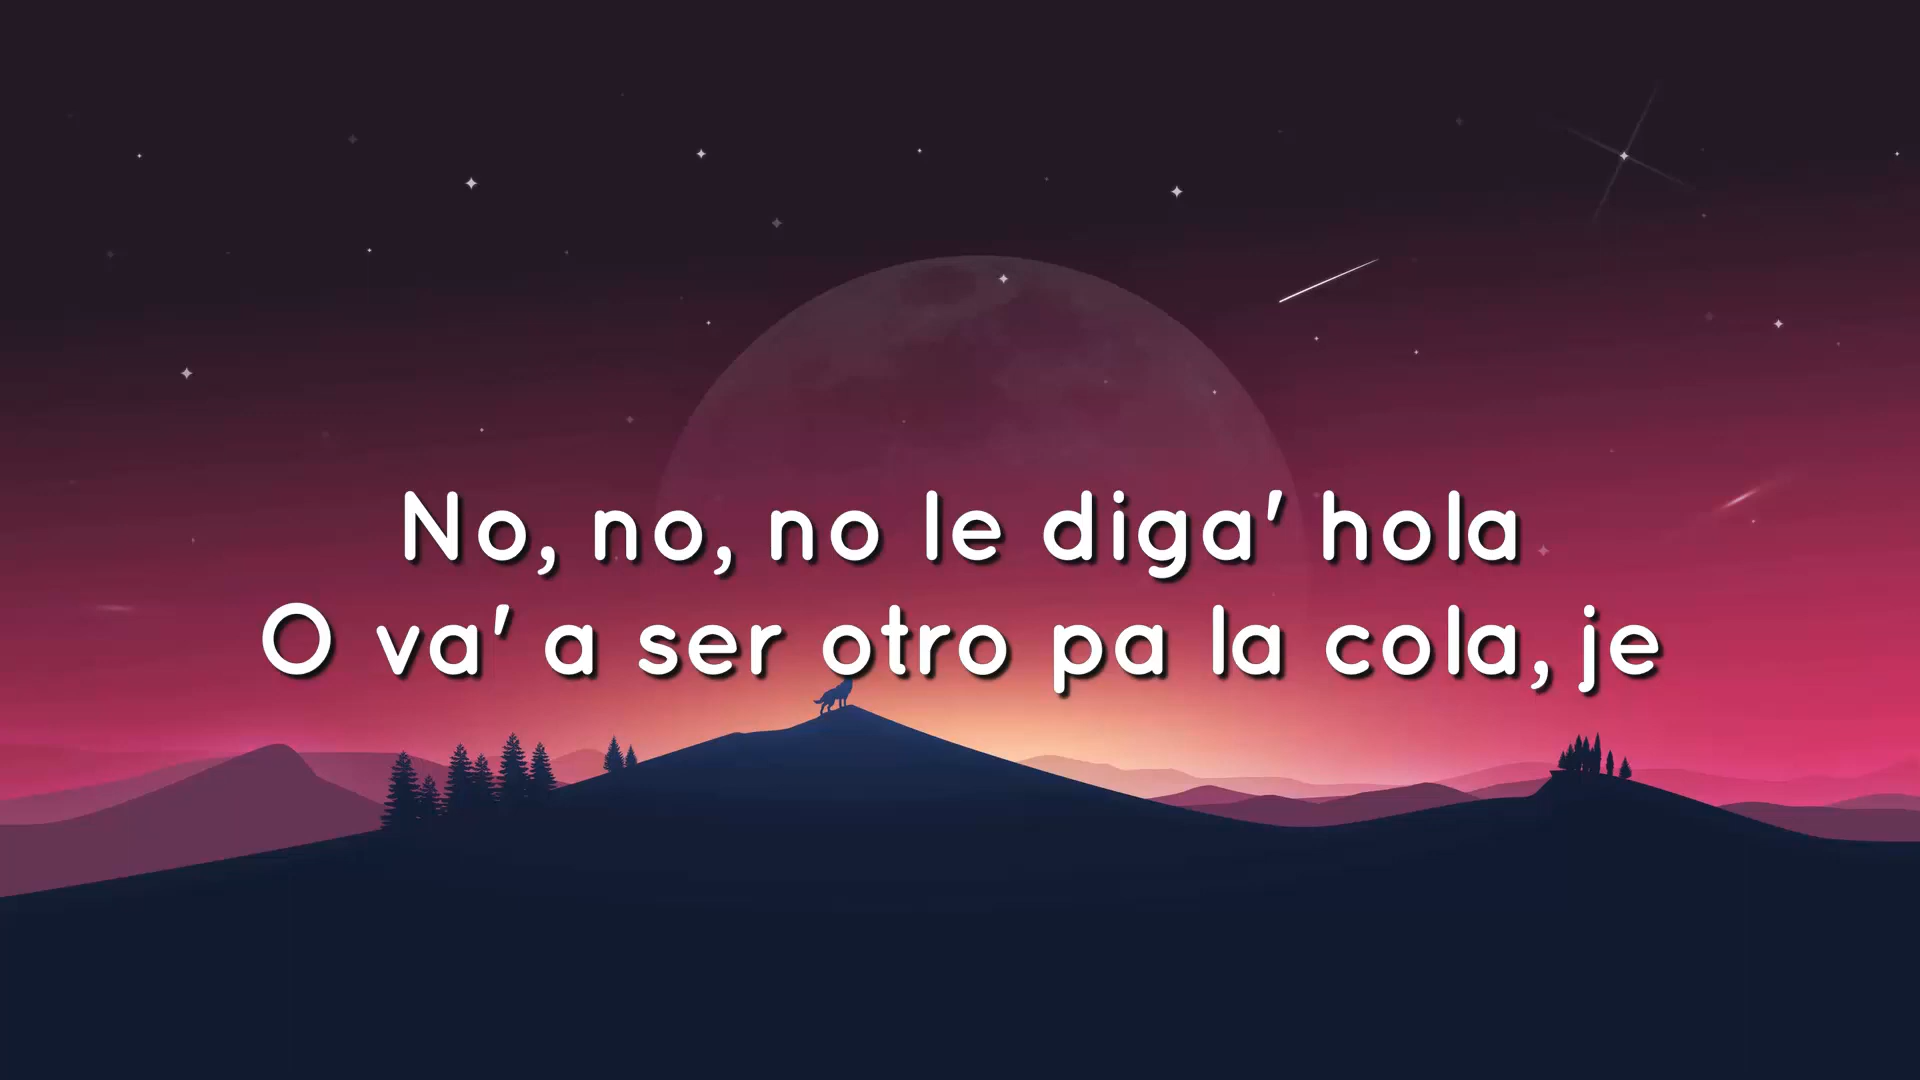 No, no, no le diga' hola
O va' a ser otro pa la cola, je